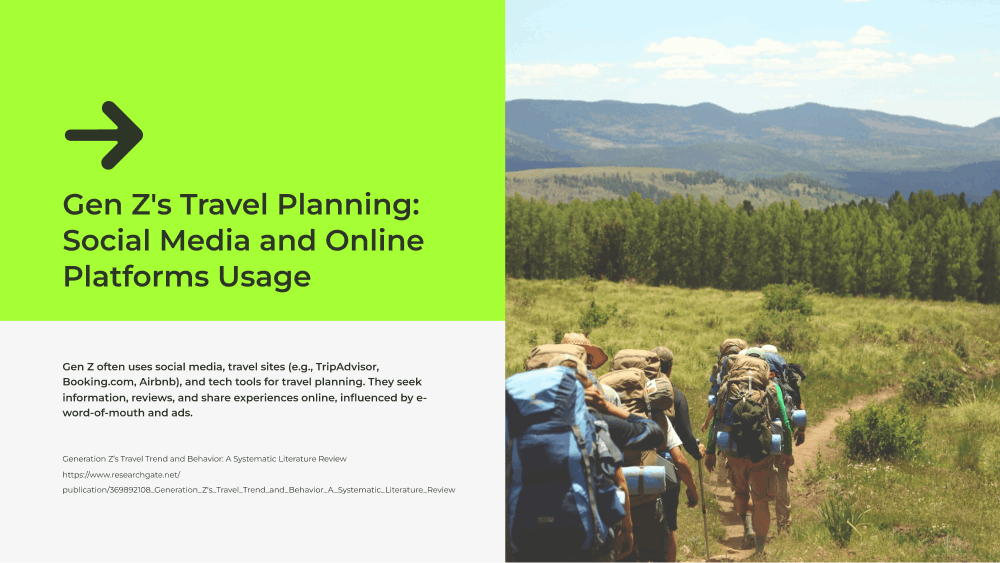 Gen Z's Travel Planning:
Social Media and Online
Platforms Usage
Gen Z often uses social media, travel sites (e.g., TripAdvisor,
Booking.com, Airbnb), and tech tools for travel planning. They seek
information, reviews, and share experiences online, influenced by e-
word-of-mouth and ads.
Generation Z's Travel Trend and Behavior: A Systematic Literature Review
https://www.researchgate.net/
publication/369892108_Generation_Z's_Travel_Trend_and_Behavior_A_Systematic_Literature_Review